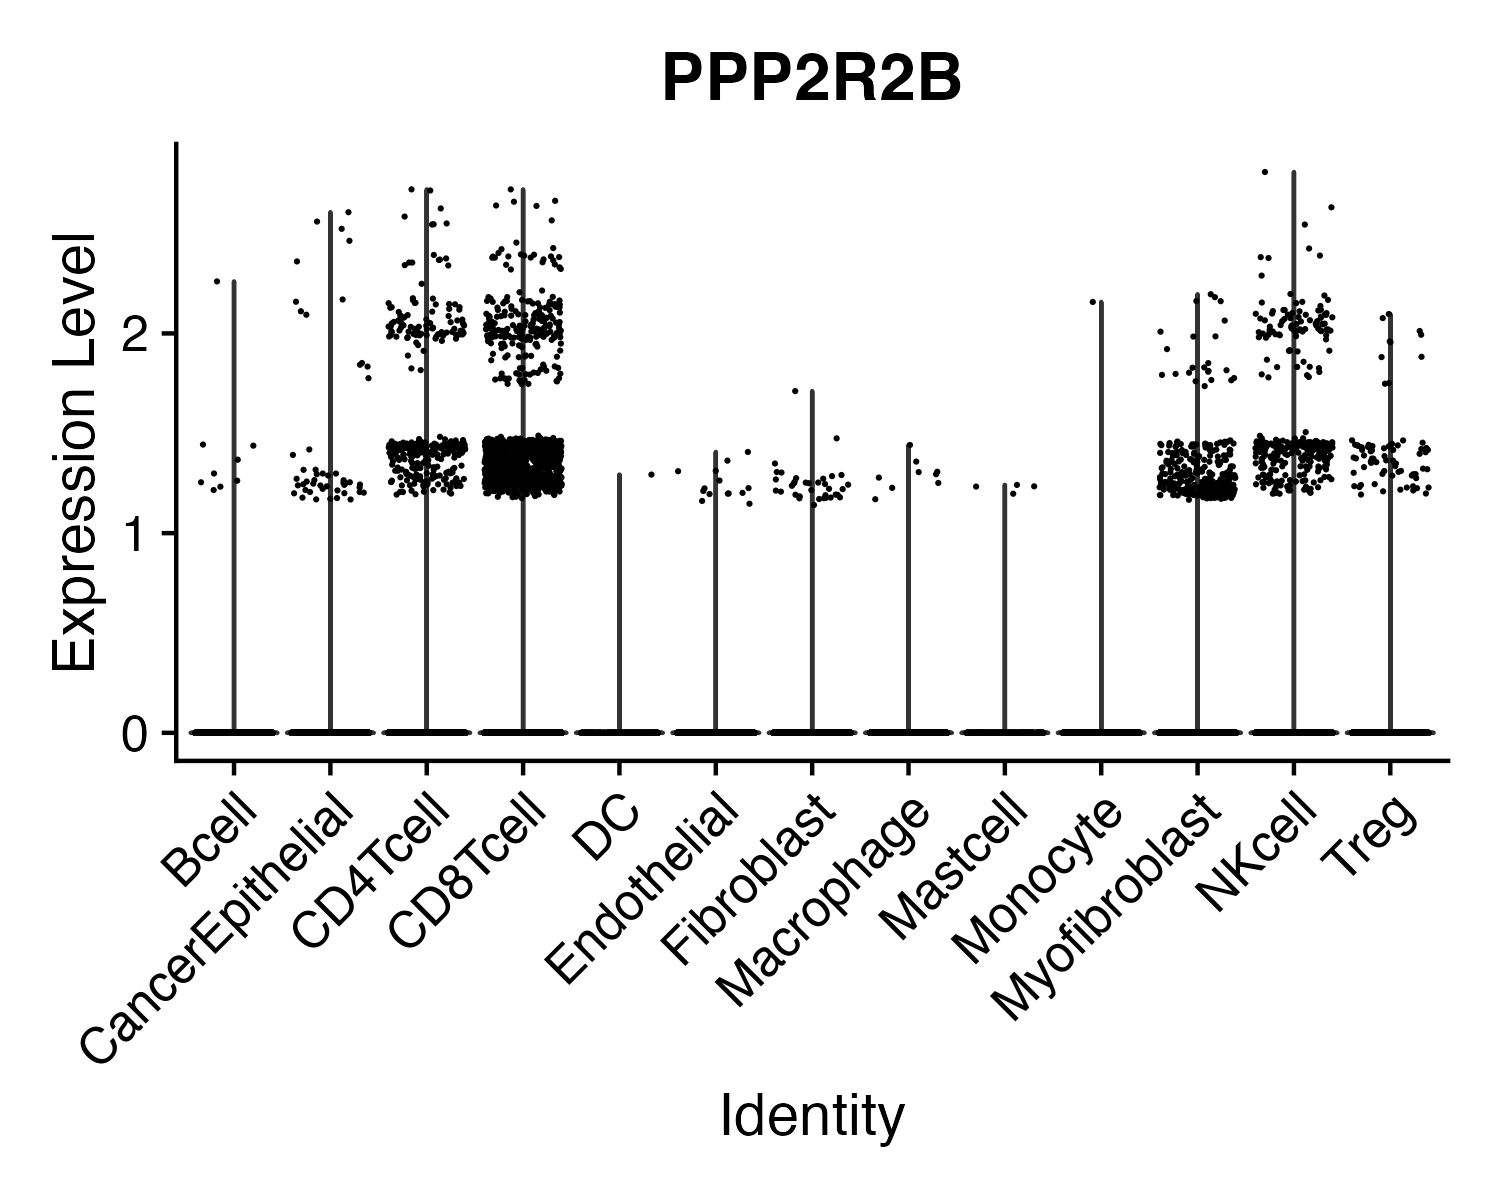 PPP2R2B
Expression Level
2
1
0
Bcell
CancerEpithelial
CD4Tcell
CD8Tcell
DC
Endothelial
Fibroblast
Macrophage
Mastcell
Monocyte
Myofibroblast
NKcell
Treg
Identity